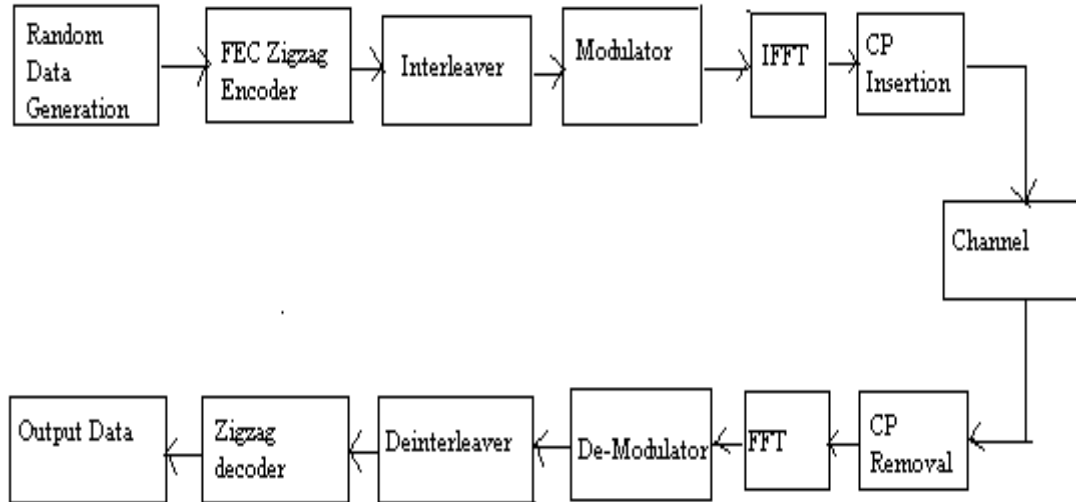 Random
Data
Generation
FEC Zigzag
Encoder
Interleaver
Modulator
IFFT
CP
Insertion
Channel
Output Data
Zigzag
decoder
Deinterleaver
De-Modulator
FFT
CP
Removal